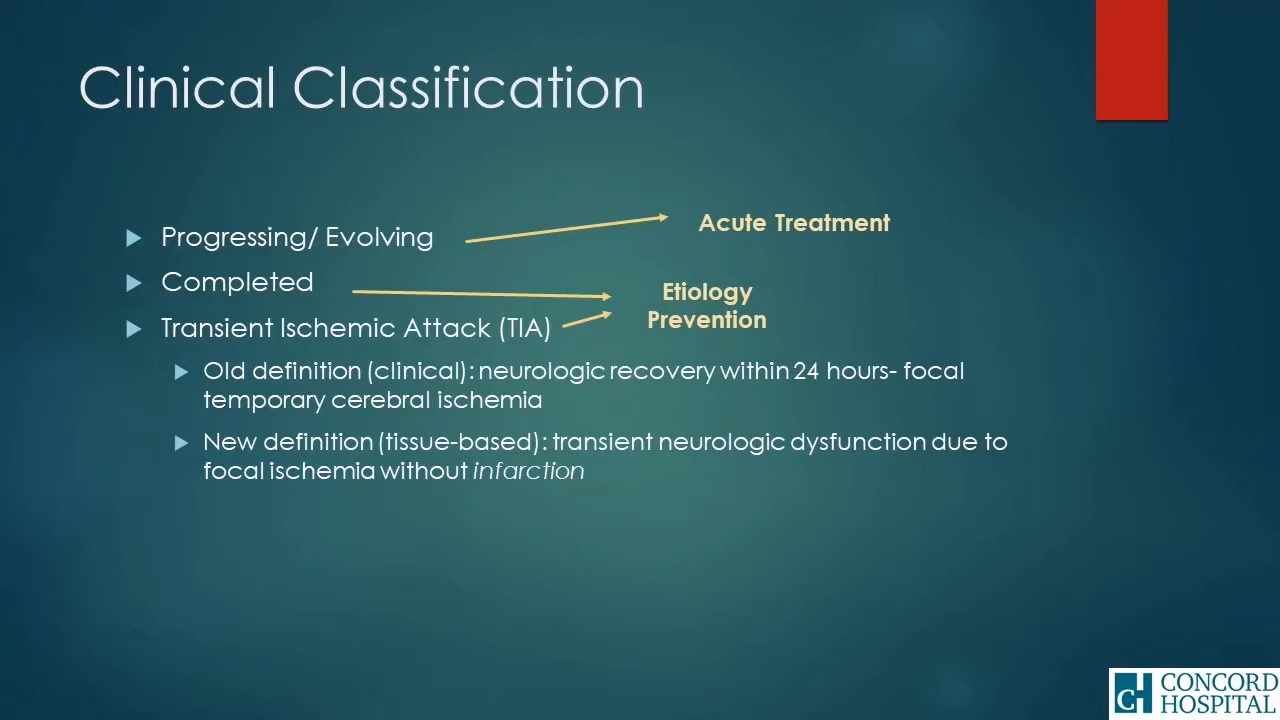 Clinical Classification
Progressing/ Evolving
Acute Treatment
Completed
Etiology
Prevention
Transient Ischemic Attack (TIA)
Old definition (clinical): neurologic recovery within 24 hours- focal
temporary cerebral ischemia
New definition (tissue-based): transient neurologic dysfunction due to
focal ischemia without infarction
CH
CONCORD
HOSPITAL